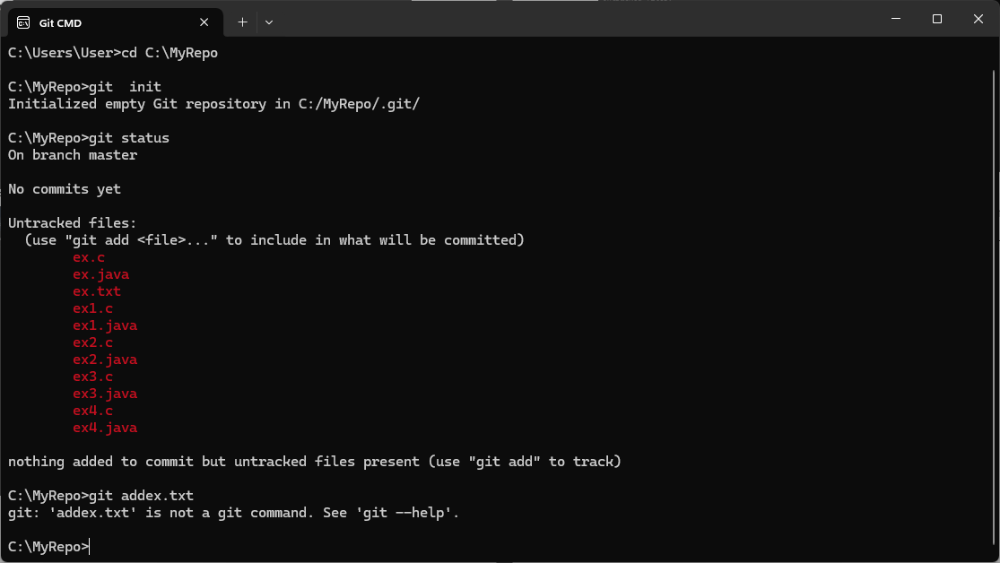 Git CMD
C:\Users\User>cd C:\MyRepo
C:\MyRepo>git  init
Initialized empty Git repository in C:/MyRepo/.git/
C:\MyRepo>git status
On branch master
No commits yet
Untracked files:
  (use "git add <file>..." to include in what will be committed)
        ex.c
        ex.java
        ex.txt
        ex1.c
        ex1.java
        ex2.c
        ex2.java
        ex3.c
        ex3.java
        ex4.c
        ex4.java
nothing added to commit but untracked files present (use "git add" to track)
C:\MyRepo>git addex.txt
git: 'addex.txt' is not a git command. See 'git --help'.
C:\MyRepo>